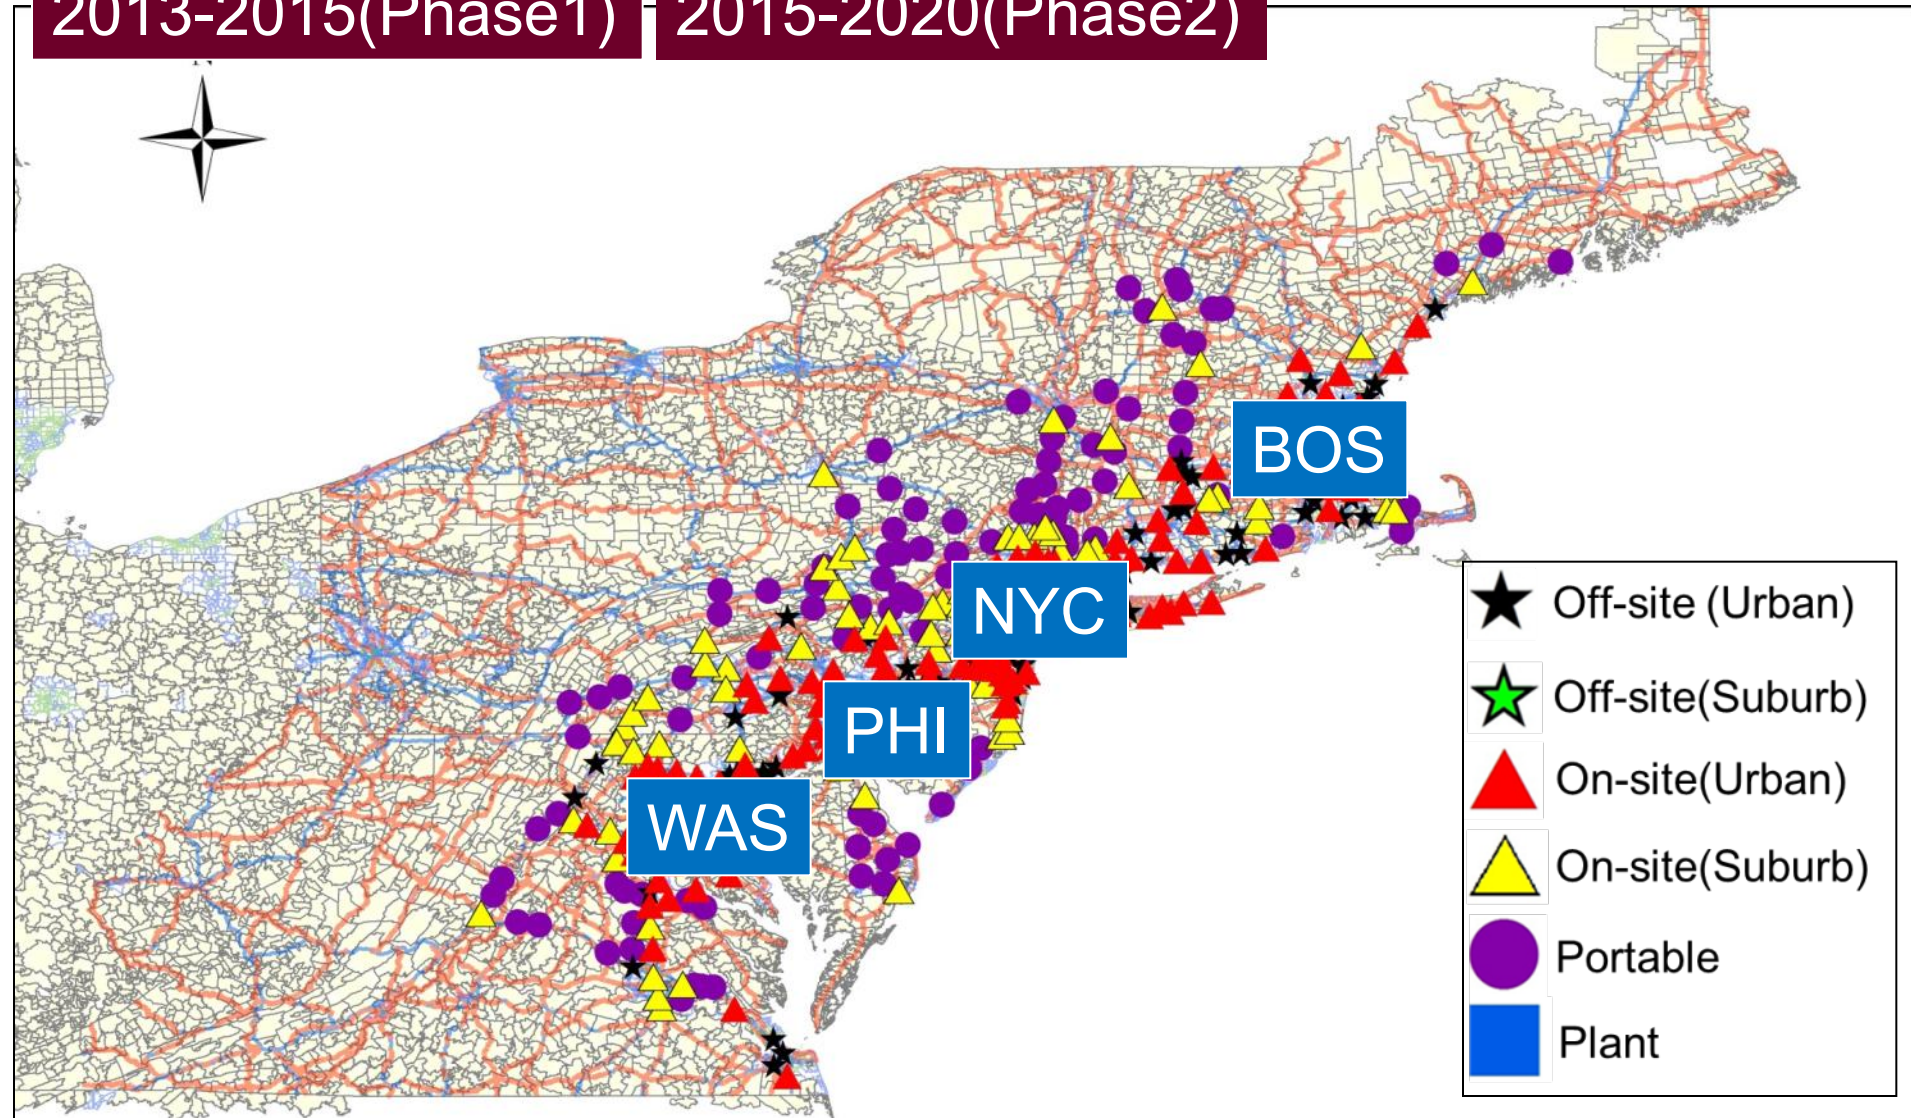 2013-2015(Phase1)
2015-2020(Phase2)
N
BOS
NYC
PHI
WAS
Off-site (Urban)
Off-site(Suburb)
On-site(Urban)
On-site(Suburb)
Portable
Plant